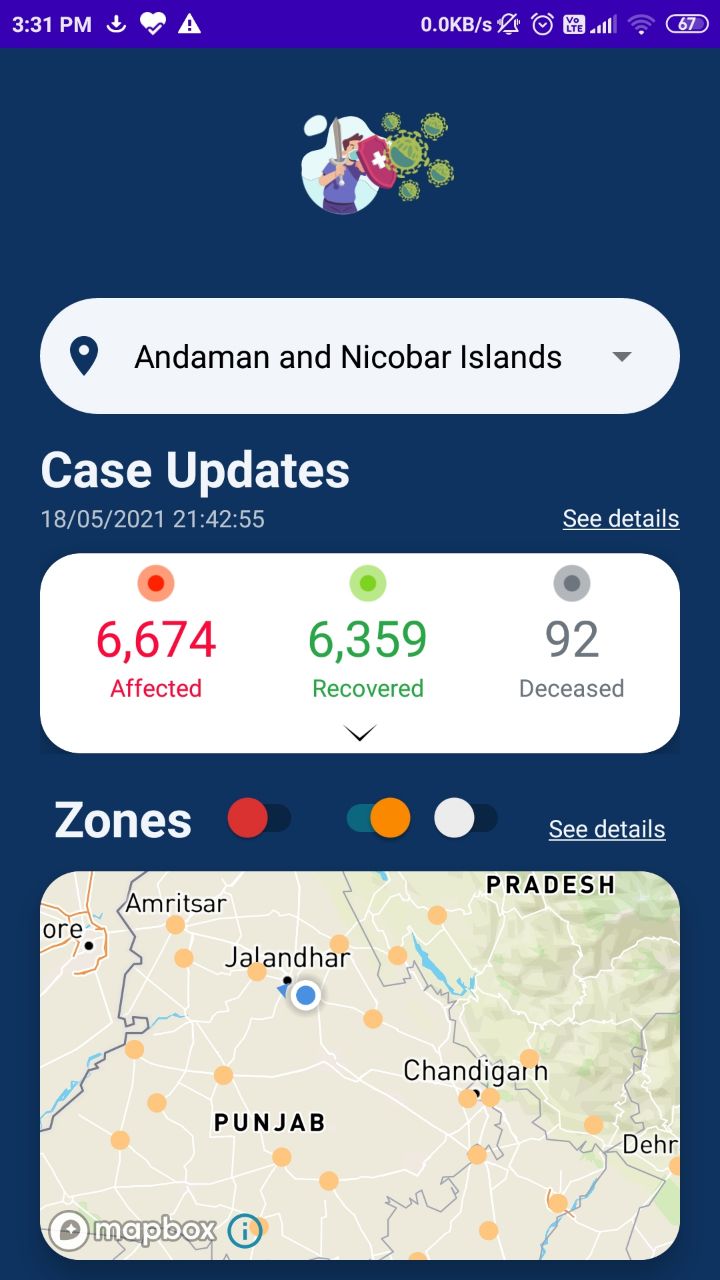 3:31 PM 0.0KB/s Vo LTE 67
Andaman and Nicobar Islands
Case Updates
18/05/2021 21:42:55 See details
6,674 6,359 92
Affected Recovered Deceased
Zones See details
PRADESH
Amritsar
ore
Jalandhar
Chandigarh
PUNJAB
Dehr
mapbox i